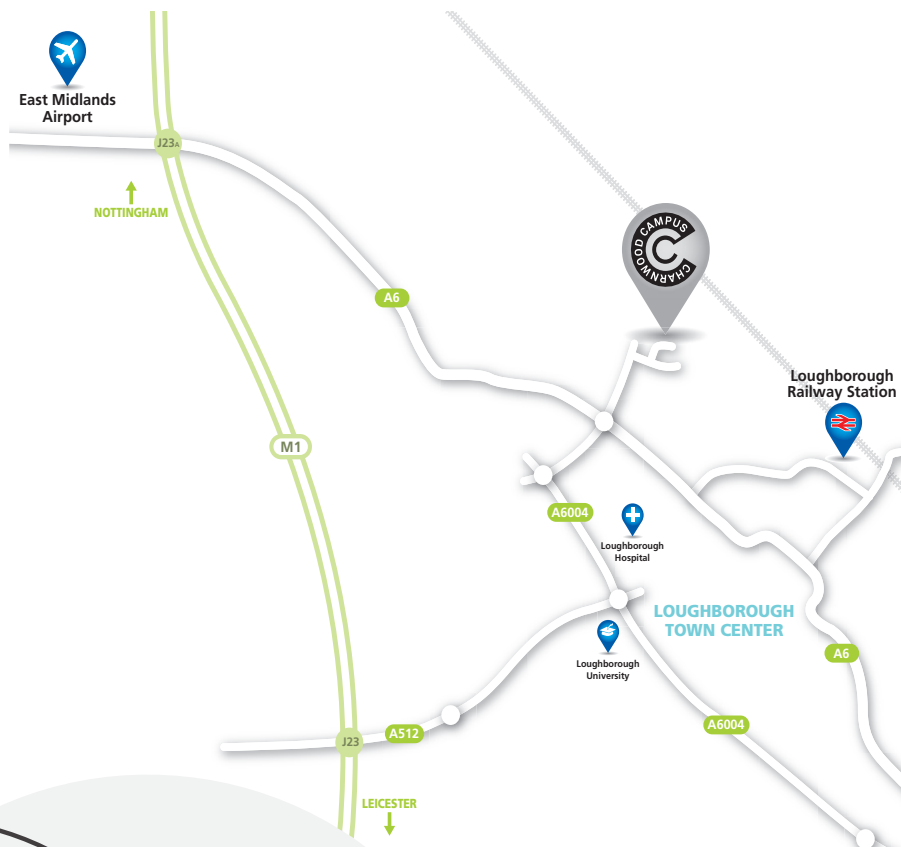 East Midlands
Airport
J23A
NOTTINGHAM
CHARNWOOD CAMPUS
A6
Loughborough
Railway Station
M1
A6004
Loughborough
Hospital
LOUGHBOROUGH
TOWN CENTER
Loughborough
University
A6
A6004
A512
J23
LEICESTER